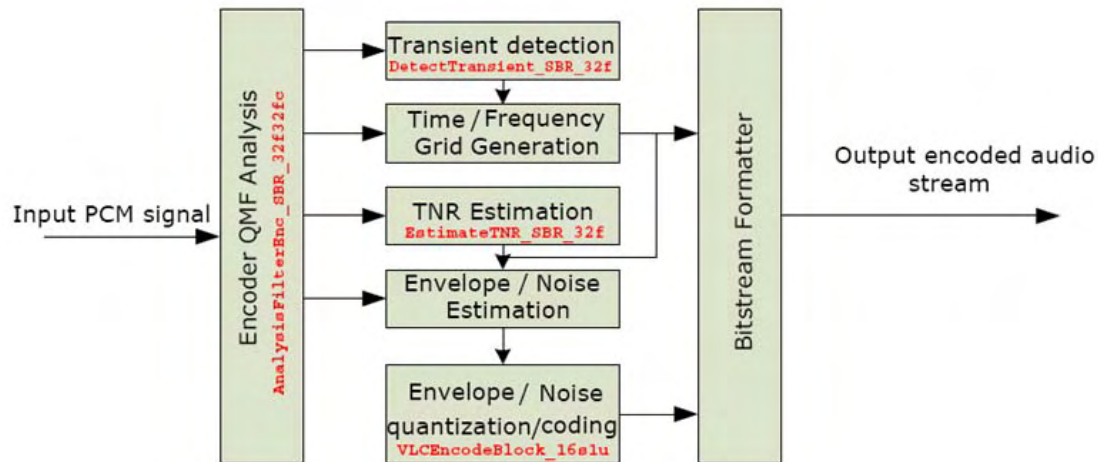 Input PCM signal
Encoder QMF Analysis
AnalysisFilterEnc_SBR_32f32fc
Transient detection
DetectTransient_SBR_32f
Time / Frequency
Grid Generation
TNR Estimation
EstimateTNR_SBR_32f
Envelope / Noise
Estimation
Envelope / Noise
quantization/coding
VLCEncodeBlock_16s1u
Bitstream Formatter
Output encoded audio
stream